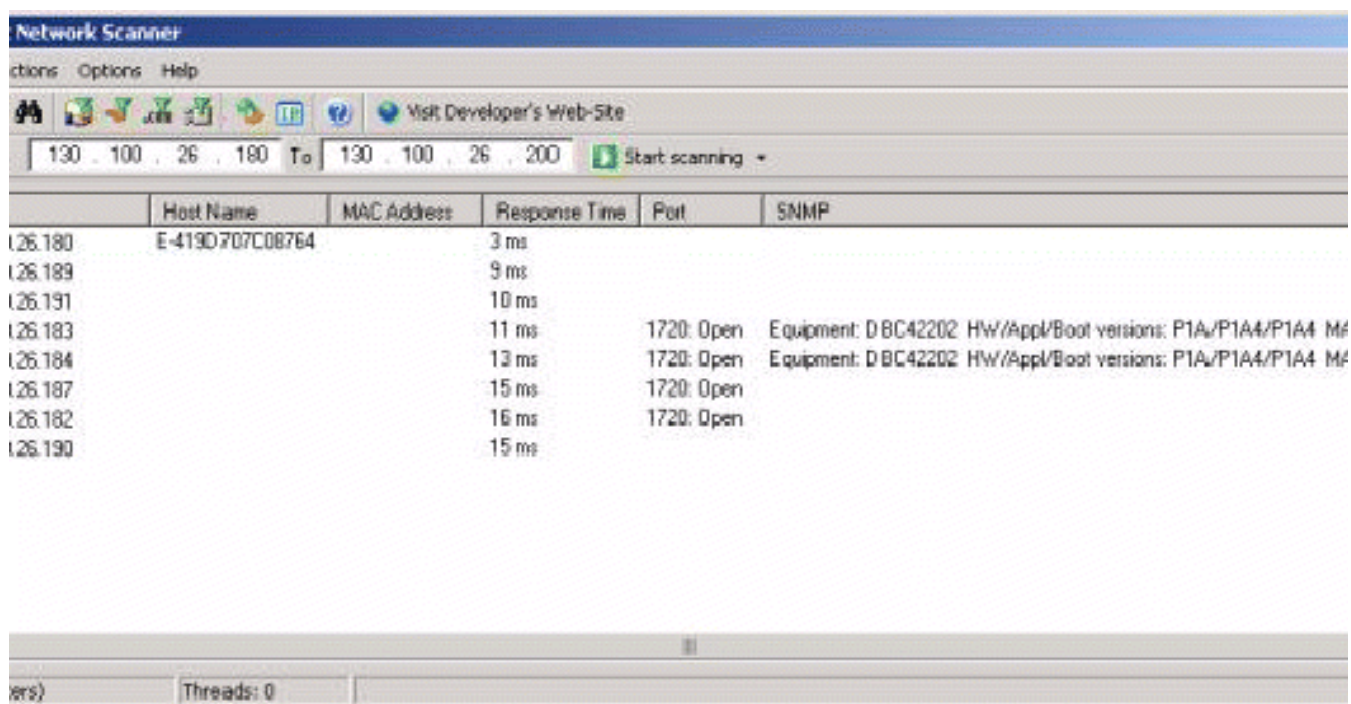 Network Scanner
ctions Options Help
Visit Developer's Web-Site
130 . 100 . 26 . 180 To 130 . 100 . 26 . 200 Start scanning
Host Name MAC Address Response Time Port SNMP
.26.180 E-419D707C08764 3 ms
.26.189 9 ms
.26.191 10 ms
.26.183 11 ms 1720: Open Equipment: DBC42202 HW/Appl/Boot versions: P1A/P1A4/P1A4 MA
.26.184 13 ms 1720: Open Equipment: DBC42202 HW/Appl/Boot versions: P1A/P1A4/P1A4 MA
.26.187 15 ms 1720: Open
.26.182 16 ms 1720: Open
.26.190 15 ms
ers) Threads: 0